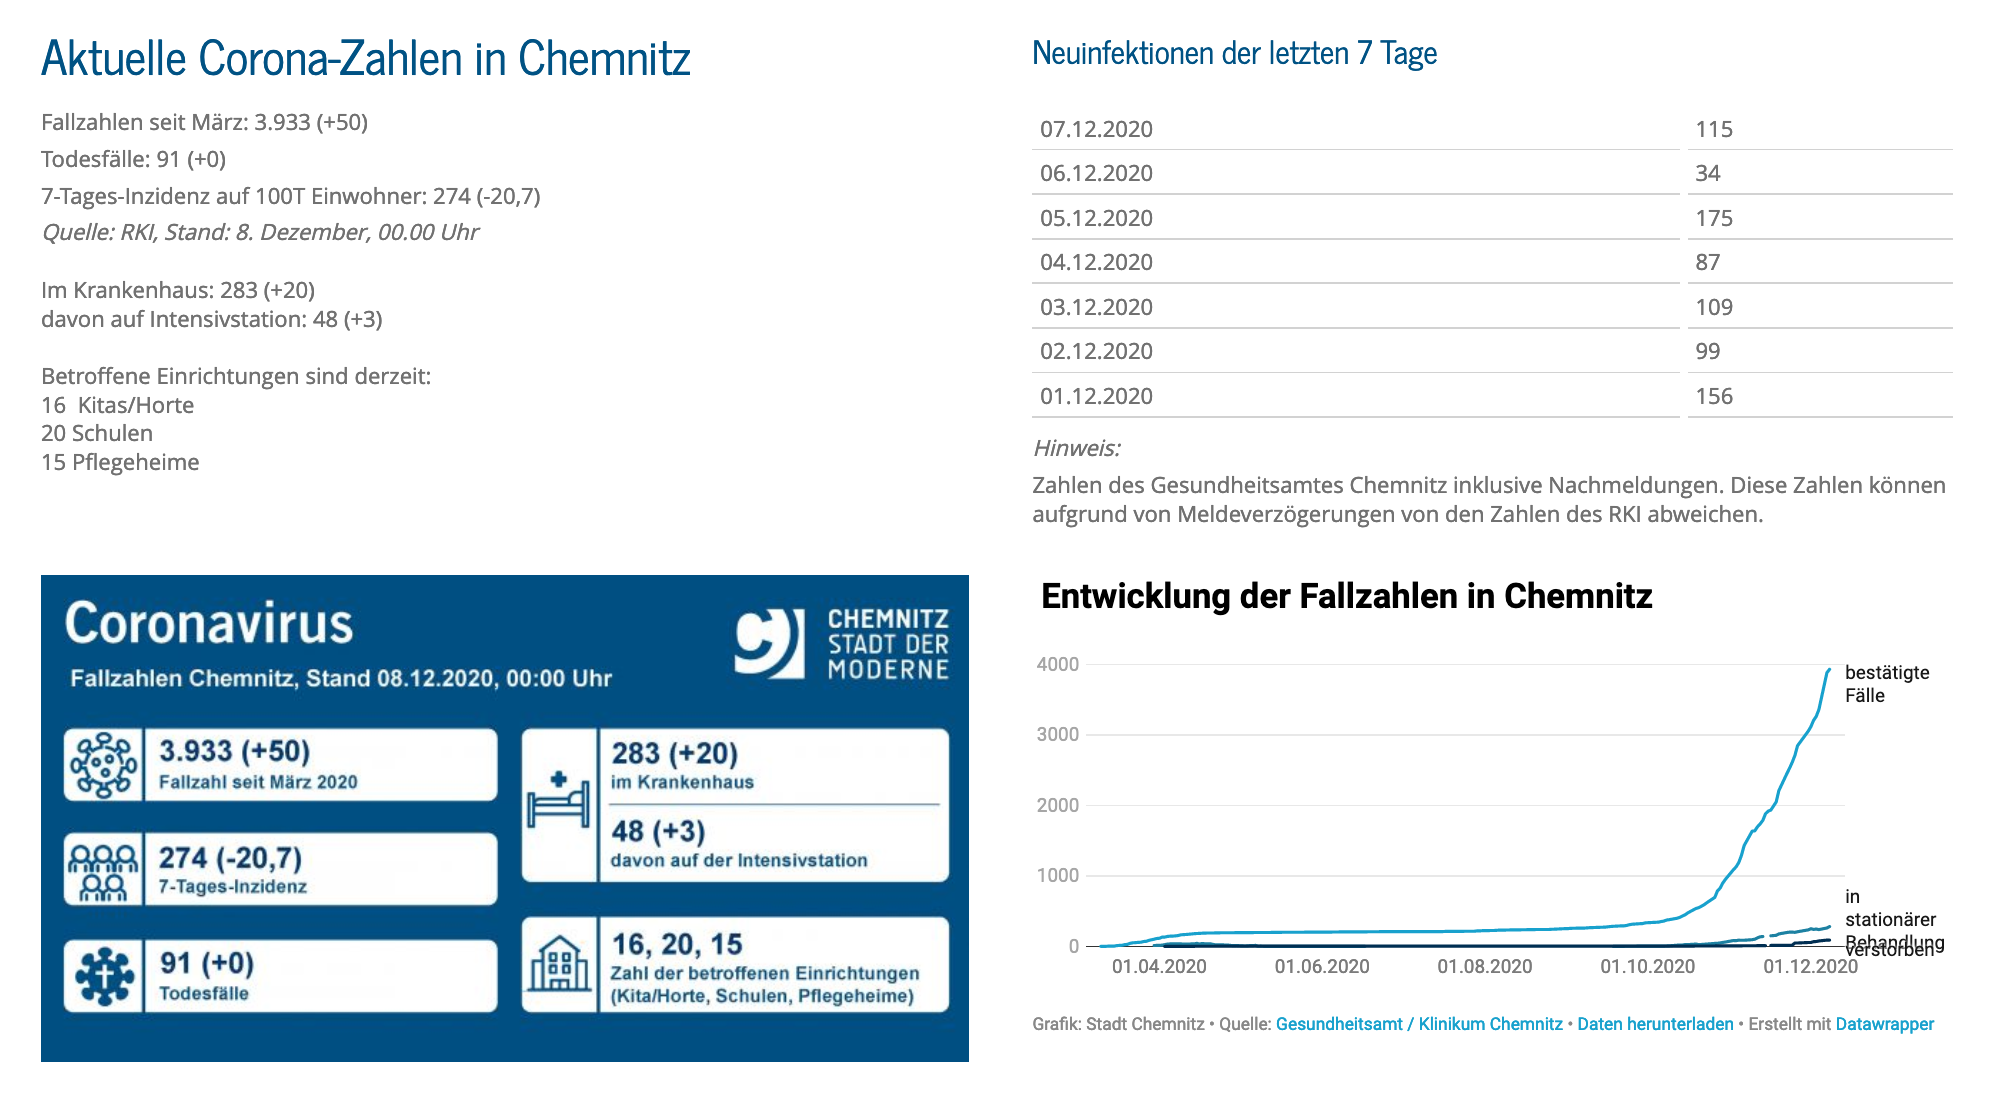 Aktuelle Corona-Zahlen in Chemnitz
Fallzahlen seit März: 3.933 (+50)
Todesfälle: 91 (+0)
7-Tages-Inzidenz auf 100T Einwohner: 274 (-20,7)
Quelle: RKI, Stand: 8. Dezember, 00.00 Uhr
Im Krankenhaus: 283 (+20)
davon auf Intensivstation: 48 (+3)
Betroffene Einrichtungen sind derzeit:
16 Kitas/Horte
20 Schulen
15 Pflegeheime
Neuinfektionen der letzten 7 Tage
07.12.2020 115
06.12.2020 34
05.12.2020 175
04.12.2020 87
03.12.2020 109
02.12.2020 99
01.12.2020 156
Hinweis:
Zahlen des Gesundheitsamtes Chemnitz inklusive Nachmeldungen. Diese Zahlen können
aufgrund von Meldeverzögerungen von den Zahlen des RKI abweichen.
Coronavirus
Fallzahlen Chemnitz, Stand 08.12.2020, 00:00 Uhr
CHEMNITZ
STADT DER
MODERNE
3.933 (+50)
Fallzahl seit März 2020
274 (-20,7)
7-Tages-Inzidenz
91 (+0)
Todesfälle
283 (+20)
im Krankenhaus
48 (+3)
davon auf der Intensivstation
16, 20, 15
Zahl der betroffenen Einrichtungen
(Kita/Horte, Schulen, Pflegeheime)
Entwicklung der Fallzahlen in Chemnitz
4000
3000
2000
1000
0
bestätigte
Fälle
in
stationärer
Behandlung
verstorben
01.04.2020 01.06.2020 01.08.2020 01.10.2020 01.12.2020
Grafik: Stadt Chemnitz • Quelle: Gesundheitsamt / Klinikum Chemnitz • Daten herunterladen • Erstellt mit Datawrapper